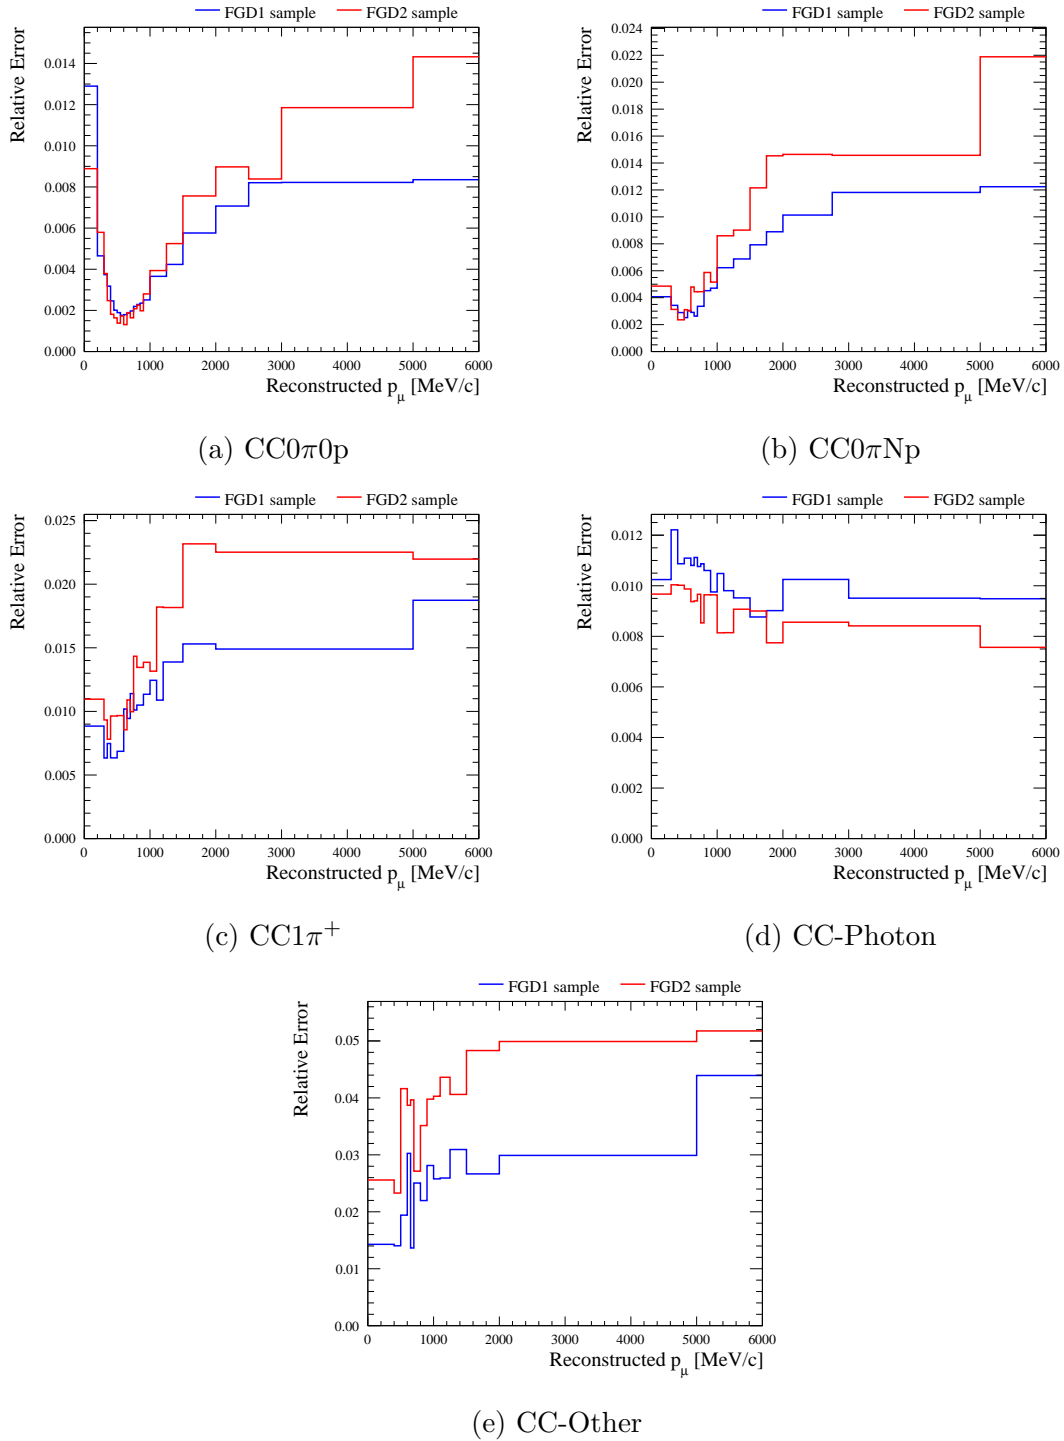 FGD1 sample FGD2 sample
Relative Error
0.014
0.012
0.010
0.008
0.006
0.004
0.002
0.000
0 1000 2000 3000 4000 5000 6000
Reconstructed pμ [MeV/c]
(a) CC0π0p
FGD1 sample FGD2 sample
Relative Error
0.024
0.022
0.020
0.018
0.016
0.014
0.012
0.010
0.008
0.006
0.004
0.002
0.000
0 1000 2000 3000 4000 5000 6000
Reconstructed pμ [MeV/c]
(b) CC0πNp
FGD1 sample FGD2 sample
Relative Error
0.025
0.020
0.015
0.010
0.005
0.000
0 1000 2000 3000 4000 5000 6000
Reconstructed pμ [MeV/c]
(c) CC1π⁺
FGD1 sample FGD2 sample
Relative Error
0.012
0.010
0.008
0.006
0.004
0.002
0.000
0 1000 2000 3000 4000 5000 6000
Reconstructed pμ [MeV/c]
(d) CC-Photon
FGD1 sample FGD2 sample
Relative Error
0.05
0.04
0.03
0.02
0.01
0.00
0 1000 2000 3000 4000 5000 6000
Reconstructed pμ [MeV/c]
(e) CC-Other